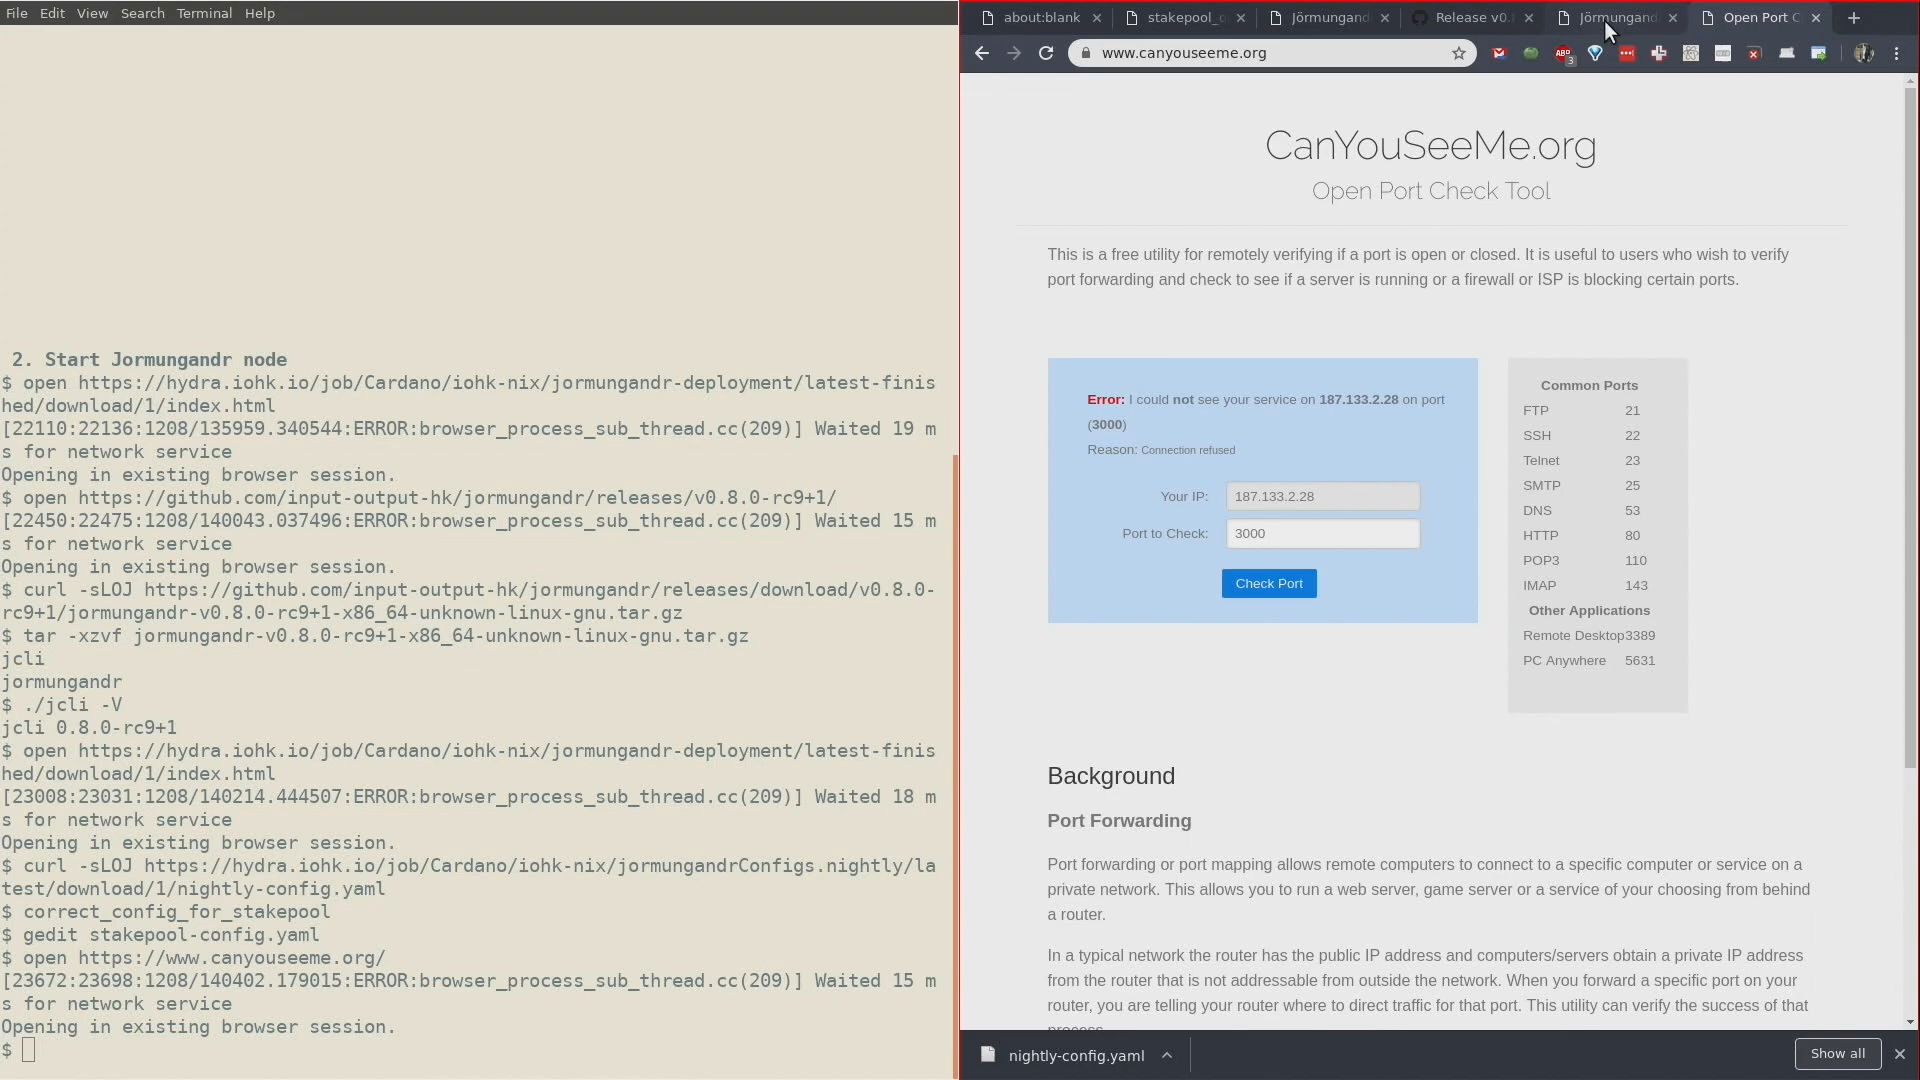 File Edit View Search Terminal Help
2. Start Jormungandr node
$ open https://hydra.iohk.io/job/Cardano/iohk-nix/jormungandr-deployment/latest-finis
hed/download/1/index.html
[22110:22136:1208/135959.340544:ERROR:browser_process_sub_thread.cc(209)] Waited 19 m
s for network service
Opening in existing browser session.
$ open https://github.com/input-output-hk/jormungandr/releases/v0.8.0-rc9+1/
[22450:22475:1208/140043.037496:ERROR:browser_process_sub_thread.cc(209)] Waited 15 m
s for network service
Opening in existing browser session.
$ curl -sLOJ https://github.com/input-output-hk/jormungandr/releases/download/v0.8.0-
rc9+1/jormungandr-v0.8.0-rc9+1-x86_64-unknown-linux-gnu.tar.gz
$ tar -xzvf jormungandr-v0.8.0-rc9+1-x86_64-unknown-linux-gnu.tar.gz
jcli
jormungandr
$ ./jcli -V
jcli 0.8.0-rc9+1
$ open https://hydra.iohk.io/job/Cardano/iohk-nix/jormungandr-deployment/latest-finis
hed/download/1/index.html
[23008:23031:1208/140214.444507:ERROR:browser_process_sub_thread.cc(209)] Waited 18 m
s for network service
Opening in existing browser session.
$ curl -sLOJ https://hydra.iohk.io/job/Cardano/iohk-nix/jormungandrConfigs.nightly/la
test/download/1/nightly-config.yaml
$ correct_config_for_stakepool
$ gedit stakepool-config.yaml
$ open https://www.canyouseeme.org/
[23672:23698:1208/140402.179015:ERROR:browser_process_sub_thread.cc(209)] Waited 15 m
s for network service
Opening in existing browser session.
$
about:blank stakepool_o Jörmungand Release v0. Jörmungand Open Port C
www.canyouseeme.org
ABP 3
CanYouSeeMe.org
Open Port Check Tool
This is a free utility for remotely verifying if a port is open or closed. It is useful to users who wish to verify
port forwarding and check to see if a server is running or a firewall or ISP is blocking certain ports.
Error: I could not see your service on 187.133.2.28 on port
(3000)
Reason: Connection refused
Your IP: 187.133.2.28
Port to Check: 3000
Check Port
Common Ports
FTP 21
SSH 22
Telnet 23
SMTP 25
DNS 53
HTTP 80
POP3 110
IMAP 143
Other Applications
Remote Desktop 3389
PC Anywhere 5631
Background
Port Forwarding
Port forwarding or port mapping allows remote computers to connect to a specific computer or service on a
private network. This allows you to run a web server, game server or a service of your choosing from behind
a router.
In a typical network the router has the public IP address and computers/servers obtain a private IP address
from the router that is not addressable from outside the network. When you forward a specific port on your
router, you are telling your router where to direct traffic for that port. This utility can verify the success of that
process.
nightly-config.yaml
Show all